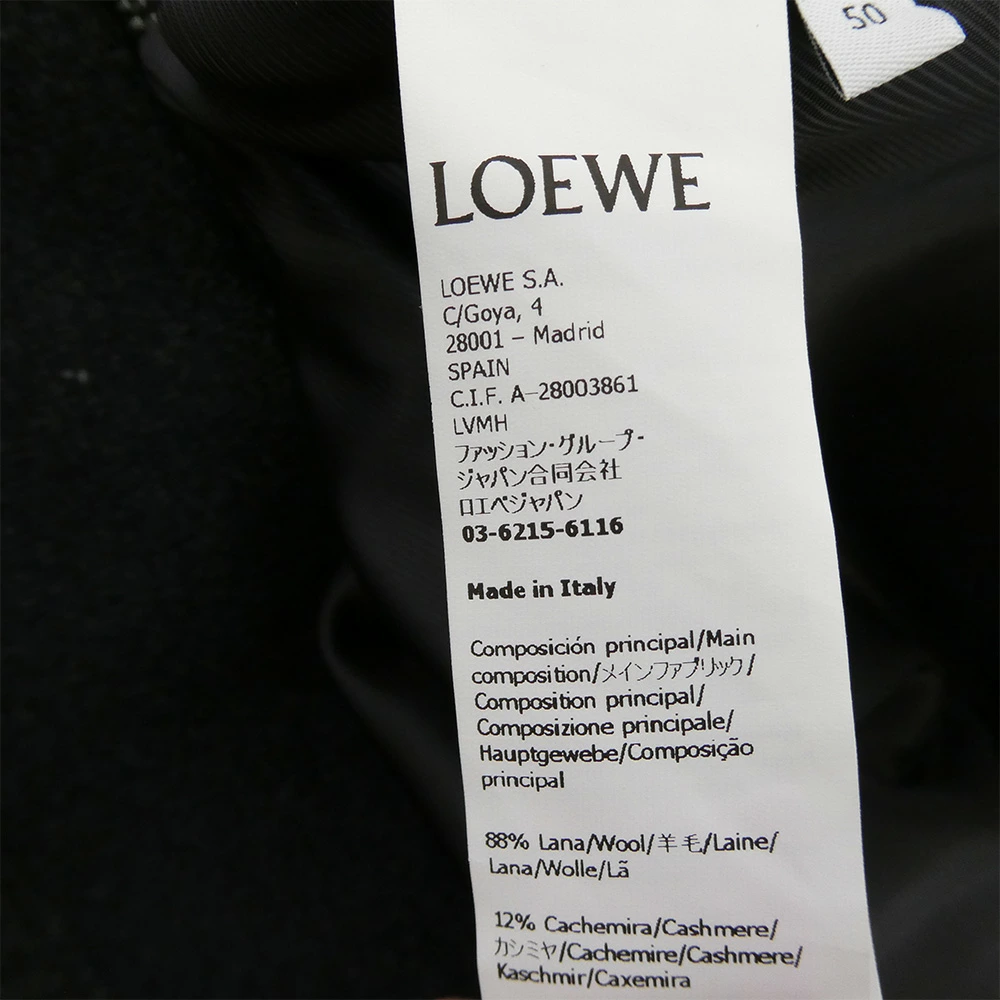 50
LOEWE
LOEWE S.A.
C/Goya, 4
28001 – Madrid
SPAIN
C.I.F. A-28003861
LVMH
ファッション・グループ・
ジャパン合同会社
ロエベジャパン
03-6215-6116
Made in Italy
Composición principal/Main
composition/メインファブリック/
Composition principal/
Composizione principale/
Hauptgewebe/Composição
principal
88% Lana/Wool/羊毛/Laine/
Lana/Wolle/Lã
12% Cachemira/Cashmere/
カシミヤ/Cachemire/Cashmere/
Kaschmir/Caxemira